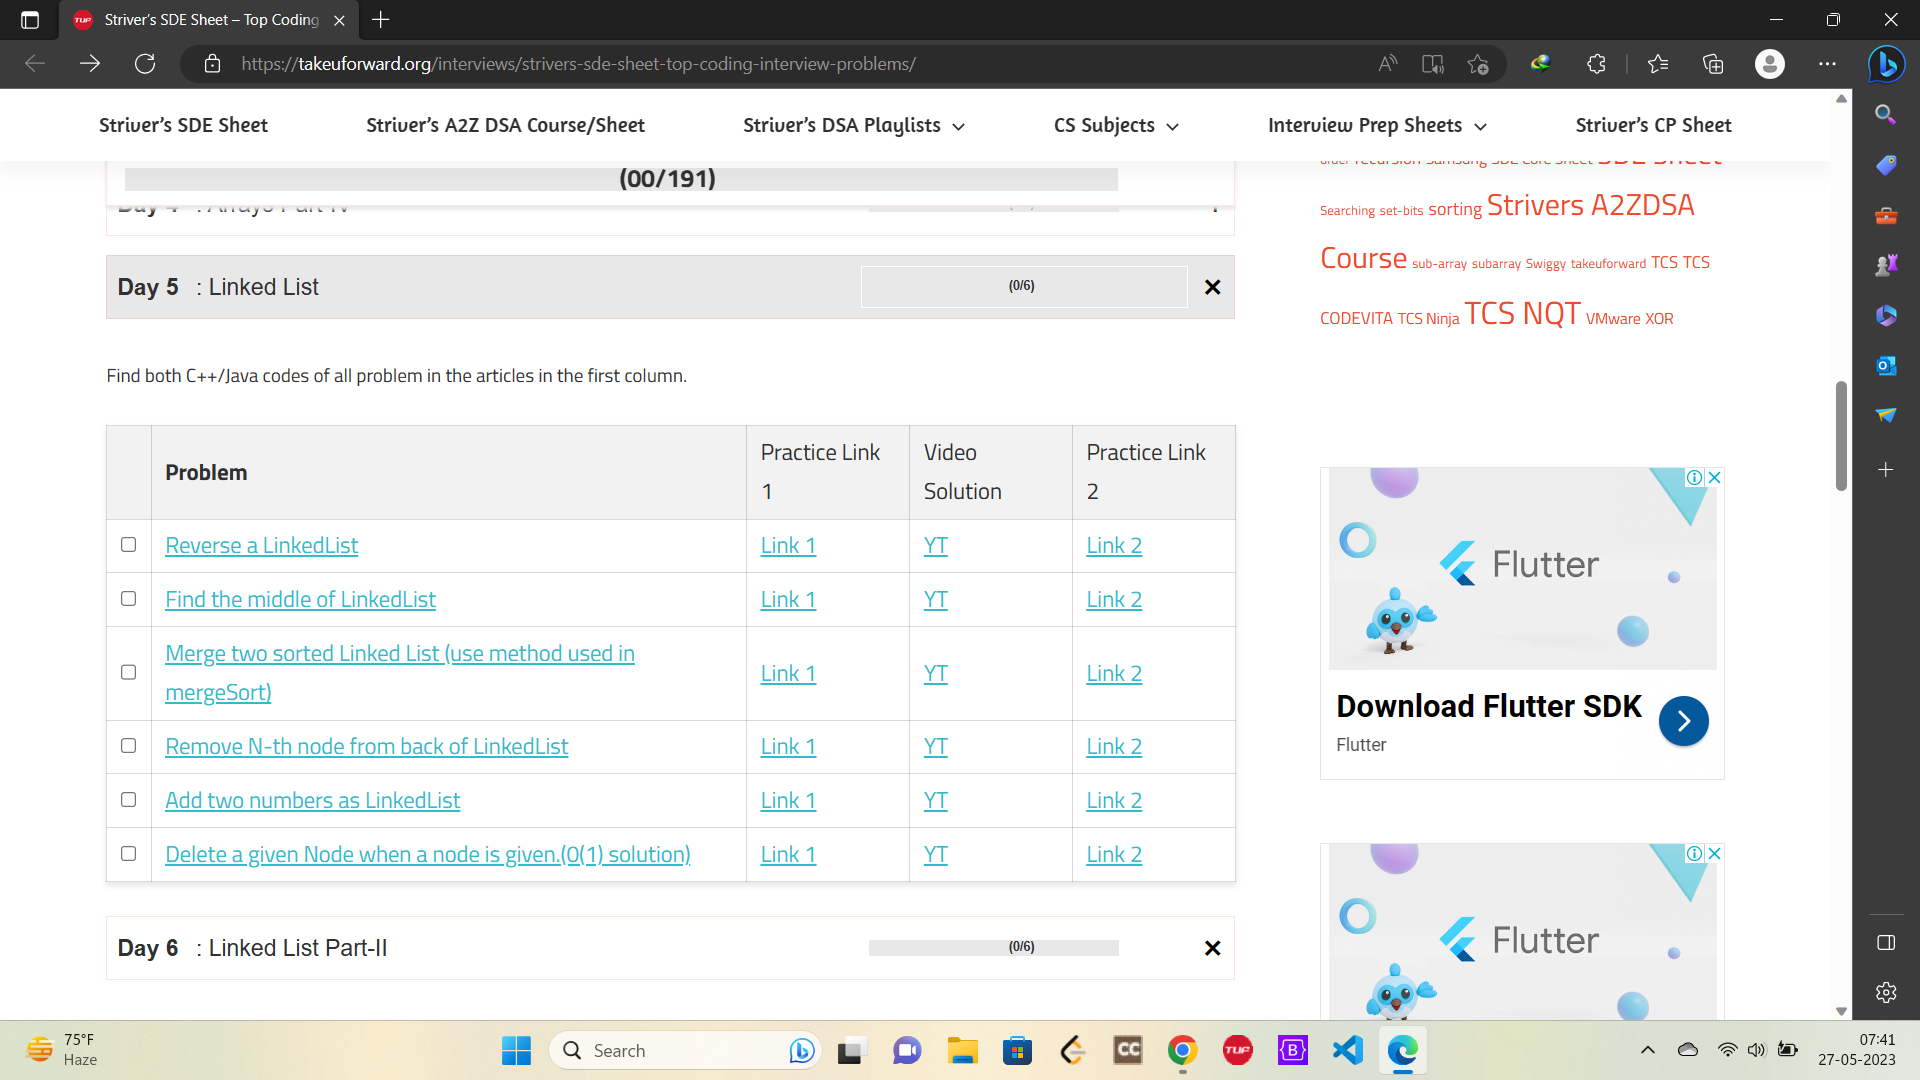 Striver's SDE Sheet – Top Coding
https://takeuforward.org/interviews/strivers-sde-sheet-top-coding-interview-problems/
Striver's SDE Sheet
Striver's A2Z DSA Course/Sheet
Striver's DSA Playlists
CS Subjects
Interview Prep Sheets
Striver's CP Sheet
(00/191)
Day 4 : Arrays Part-IV
Day 5 : Linked List
(0/6)
Find both C++/Java codes of all problem in the articles in the first column.
Problem
Practice Link
1
Video
Solution
Practice Link
2
Reverse a LinkedList
Link 1
YT
Link 2
Find the middle of LinkedList
Link 1
YT
Link 2
Merge two sorted Linked List (use method used in
mergeSort)
Link 1
YT
Link 2
Remove N-th node from back of LinkedList
Link 1
YT
Link 2
Add two numbers as LinkedList
Link 1
YT
Link 2
Delete a given Node when a node is given.(0(1) solution)
Link 1
YT
Link 2
Day 6 : Linked List Part-II
(0/6)
order recursion Samsung SDE Core Sheet SDE Sheet
Searching set-bits sorting Strivers A2ZDSA
Course sub-array subarray Swiggy takeuforward TCS TCS
CODEVITA TCS Ninja TCS NQT VMware XOR
Flutter
Download Flutter SDK
Flutter
Flutter
75°F
Haze
Search
CC
TUF
B
07:41
27-05-2023